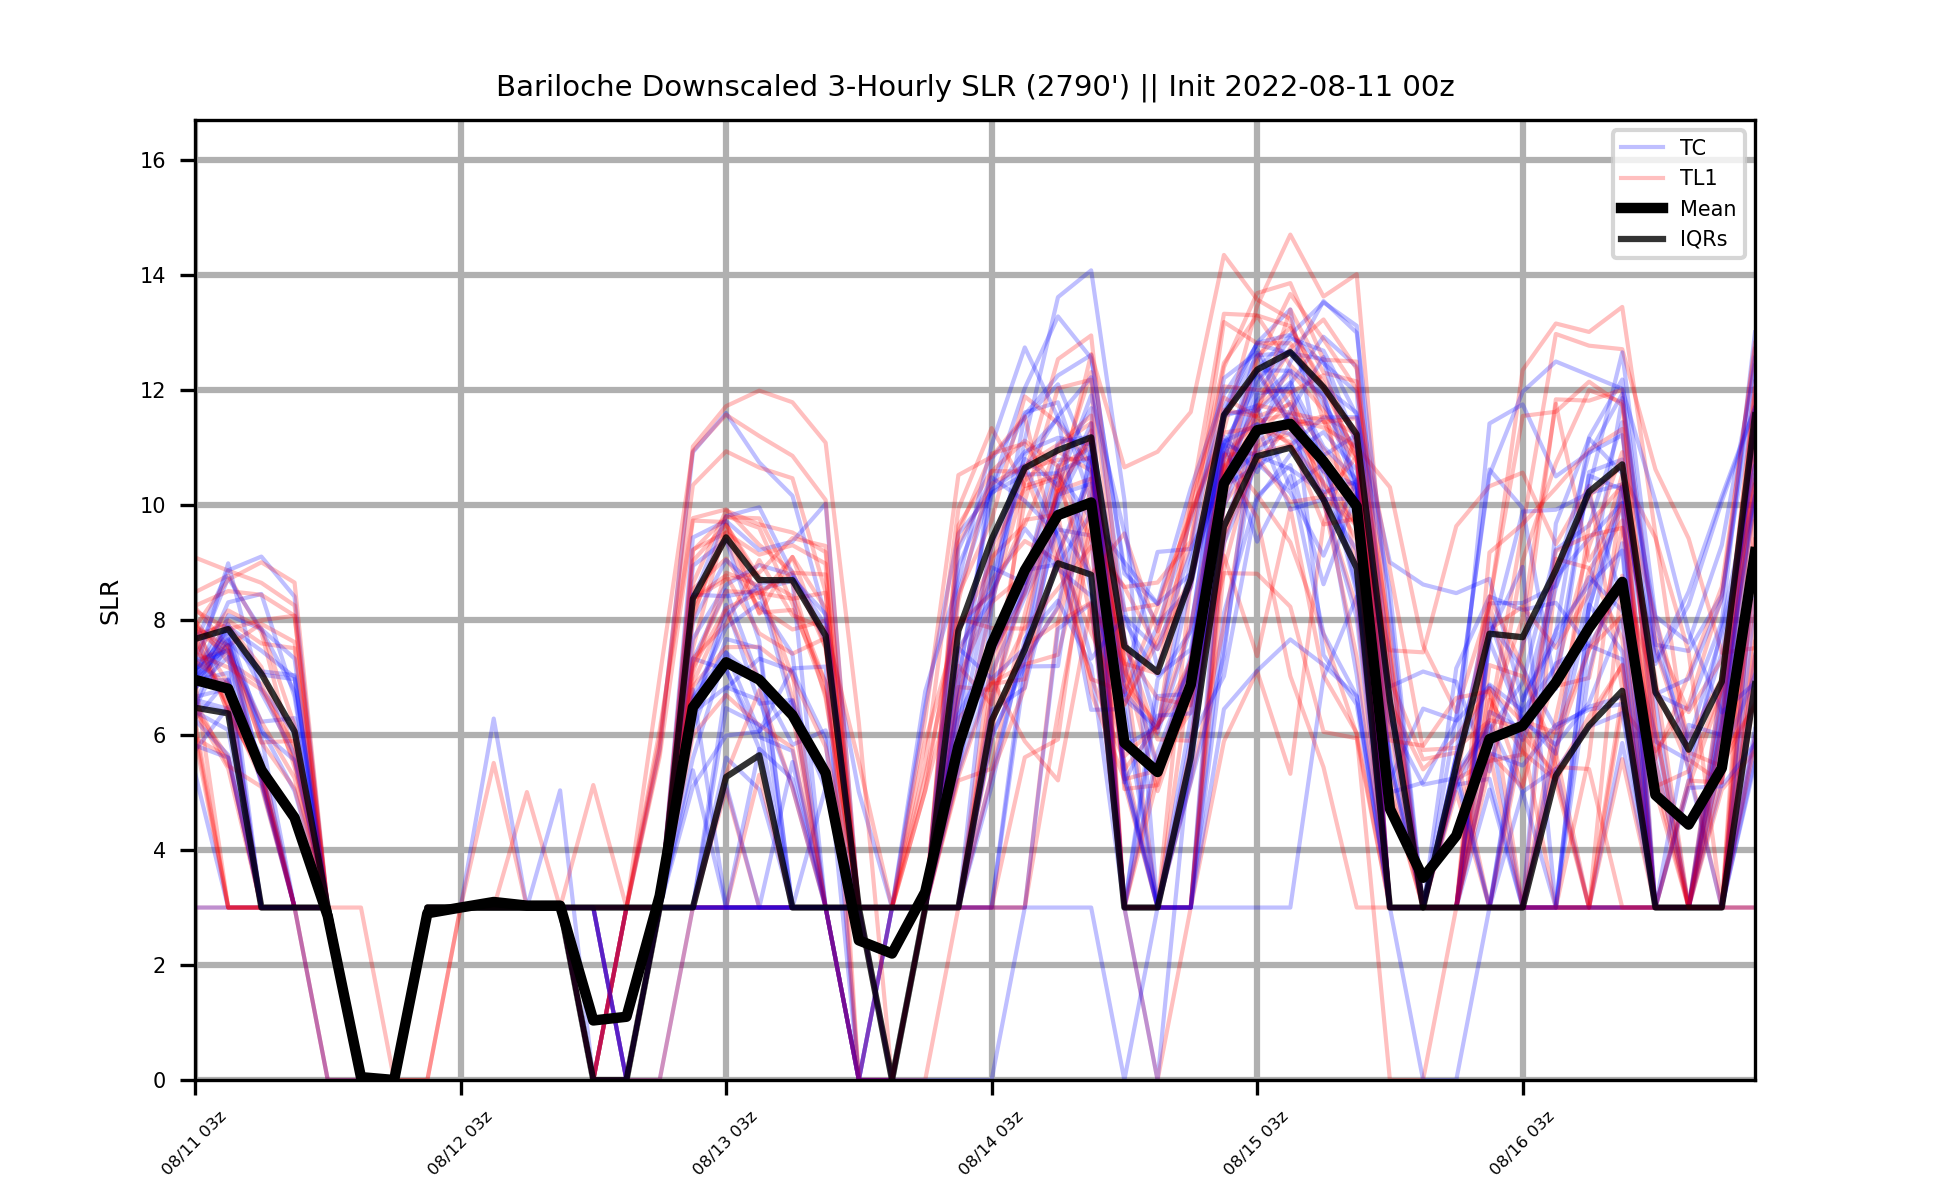 Bariloche Downscaled 3-Hourly SLR (2790') || Init 2022-08-11 00z
TC
TL1
Mean
IQRs
SLR
16
14
12
10
8
6
4
2
0
08/11 03z
08/12 03z
08/13 03z
08/14 03z
08/15 03z
08/16 03z